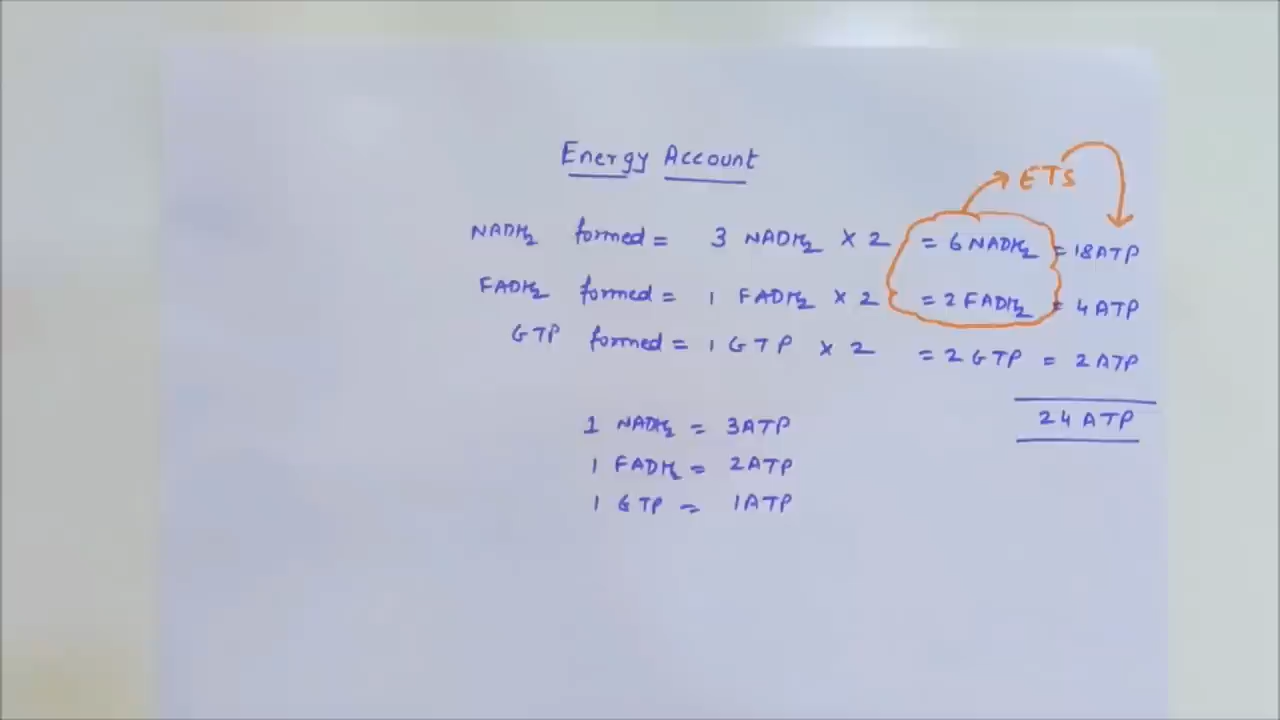 Energy Account
ETS
NADH₂ formed = 3 NADH₂ × 2 = 6 NADH₂ = 18 ATP
FADH₂ formed = 1 FADH₂ × 2 = 2 FADH₂ = 4 ATP
GTP formed = 1 GTP × 2 = 2 GTP = 2 ATP
24 ATP
1 NADH₂ = 3 ATP
1 FADH₂ = 2 ATP
1 GTP = 1 ATP